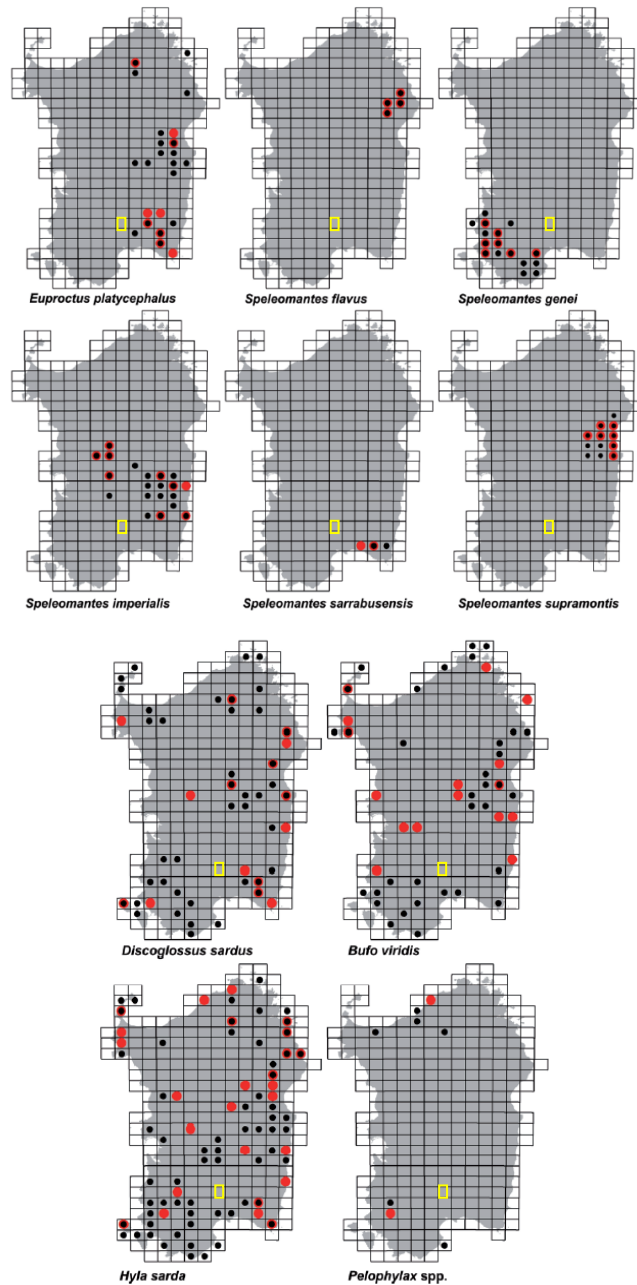 Euproctus platycephalus
Speleomantes flavus
Speleomantes genei
Speleomantes imperialis
Speleomantes sarrabusensis
Speleomantes supramontis
Discoglossus sardus
Bufo viridis
Hyla sarda
Pelophylax spp.